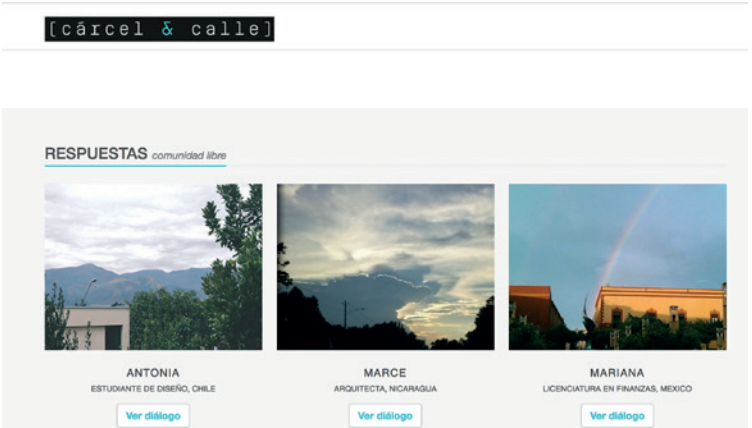 [cárcel & calle]
RESPUESTAS comunidad libre
ANTONIA
ESTUDIANTE DE DISEÑO, CHILE
Ver diálogo
MARCE
ARQUITECTA, NICARAGUA
Ver diálogo
MARIANA
LICENCIATURA EN FINANZAS, MEXICO
Ver diálogo